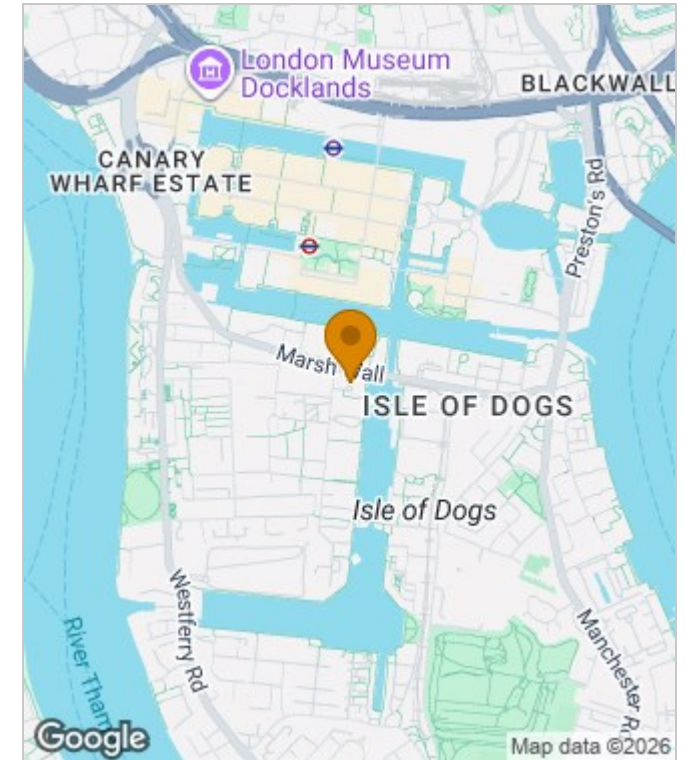 London Museum
Docklands
BLACKWALL
CANARY
WHARF ESTATE
Preston's Rd
Marsh Wall
ISLE OF DOGS
Isle of Dogs
Westferry Rd
River Tham
Manchester R
Google
Map data ©2026